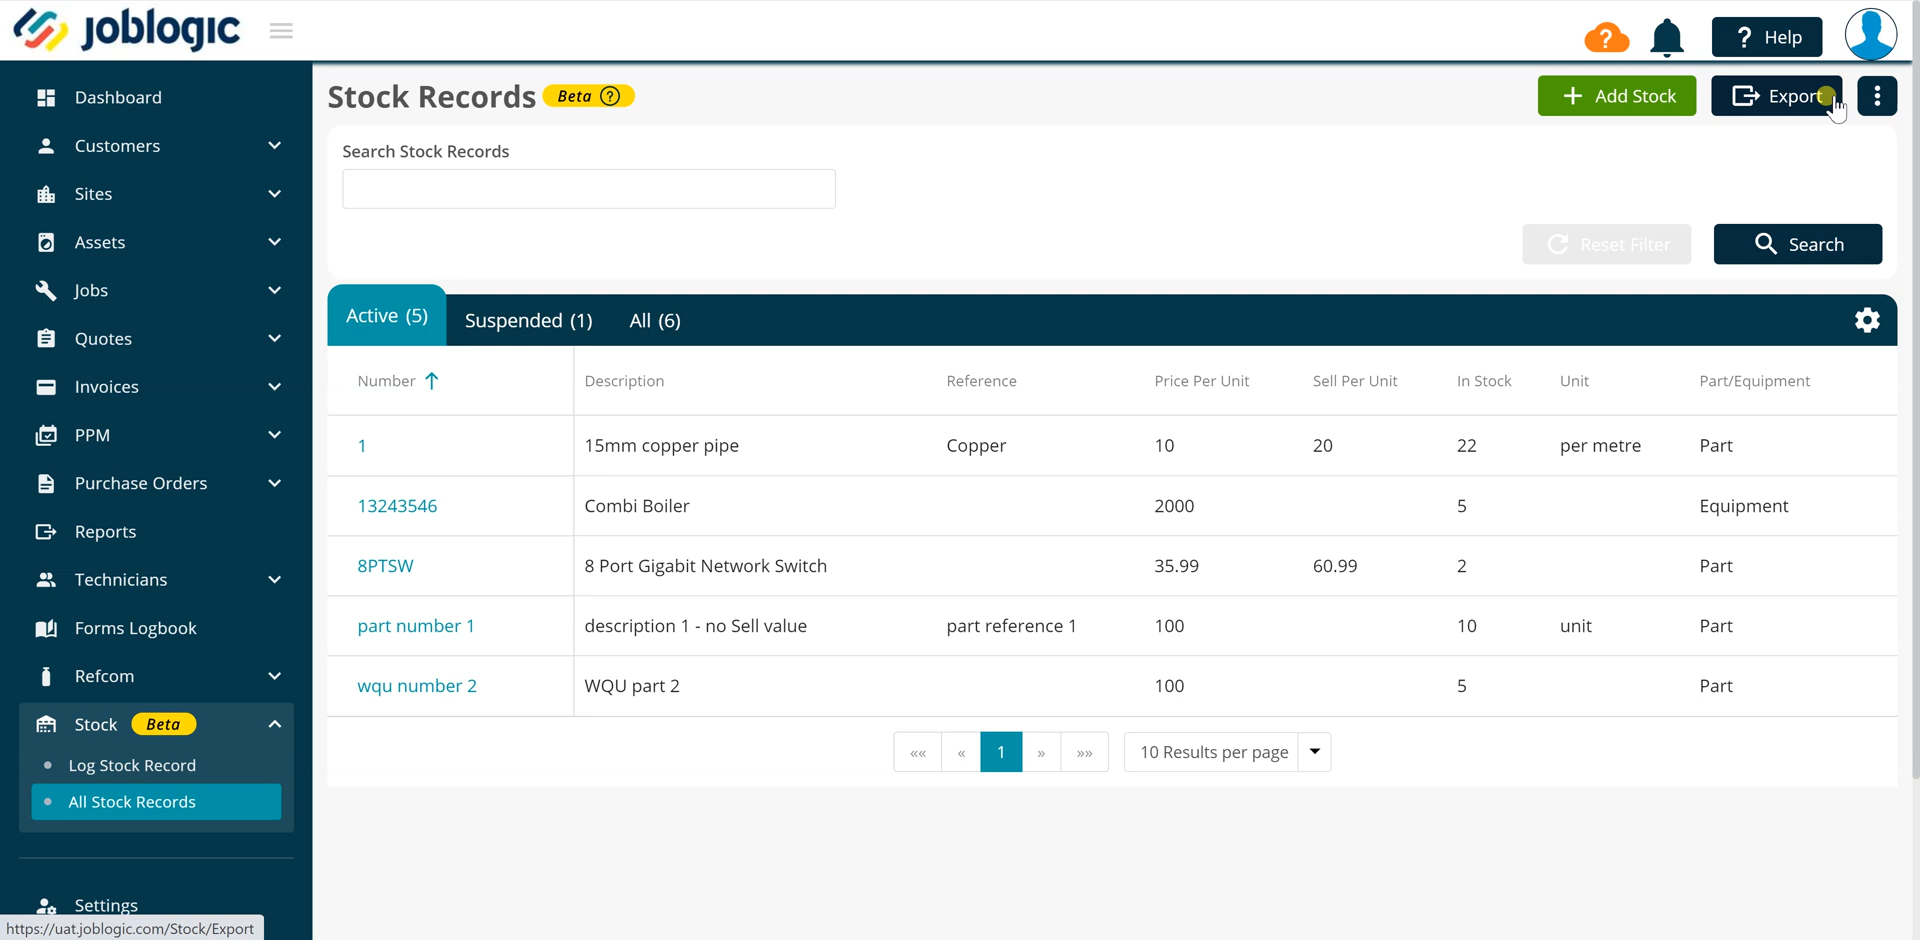 joblogic
? Help
Dashboard
Customers
Sites
Assets
Jobs
Quotes
Invoices
PPM
Purchase Orders
Reports
Technicians
Forms Logbook
Refcom
Stock Beta
Log Stock Record
All Stock Records
Settings
https://uat.joblogic.com/Stock/Export
Stock Records Beta ?
+ Add Stock
Export
Search Stock Records
Reset Filter
Search
Active (5) Suspended (1) All (6)
Number Description Reference Price Per Unit Sell Per Unit In Stock Unit Part/Equipment
1 15mm copper pipe Copper 10 20 22 per metre Part
13243546 Combi Boiler 2000 5 Equipment
8PTSW 8 Port Gigabit Network Switch 35.99 60.99 2 Part
part number 1 description 1 - no Sell value part reference 1 100 10 unit Part
wqu number 2 WQU part 2 100 5 Part
«« « 1 » »» 10 Results per page